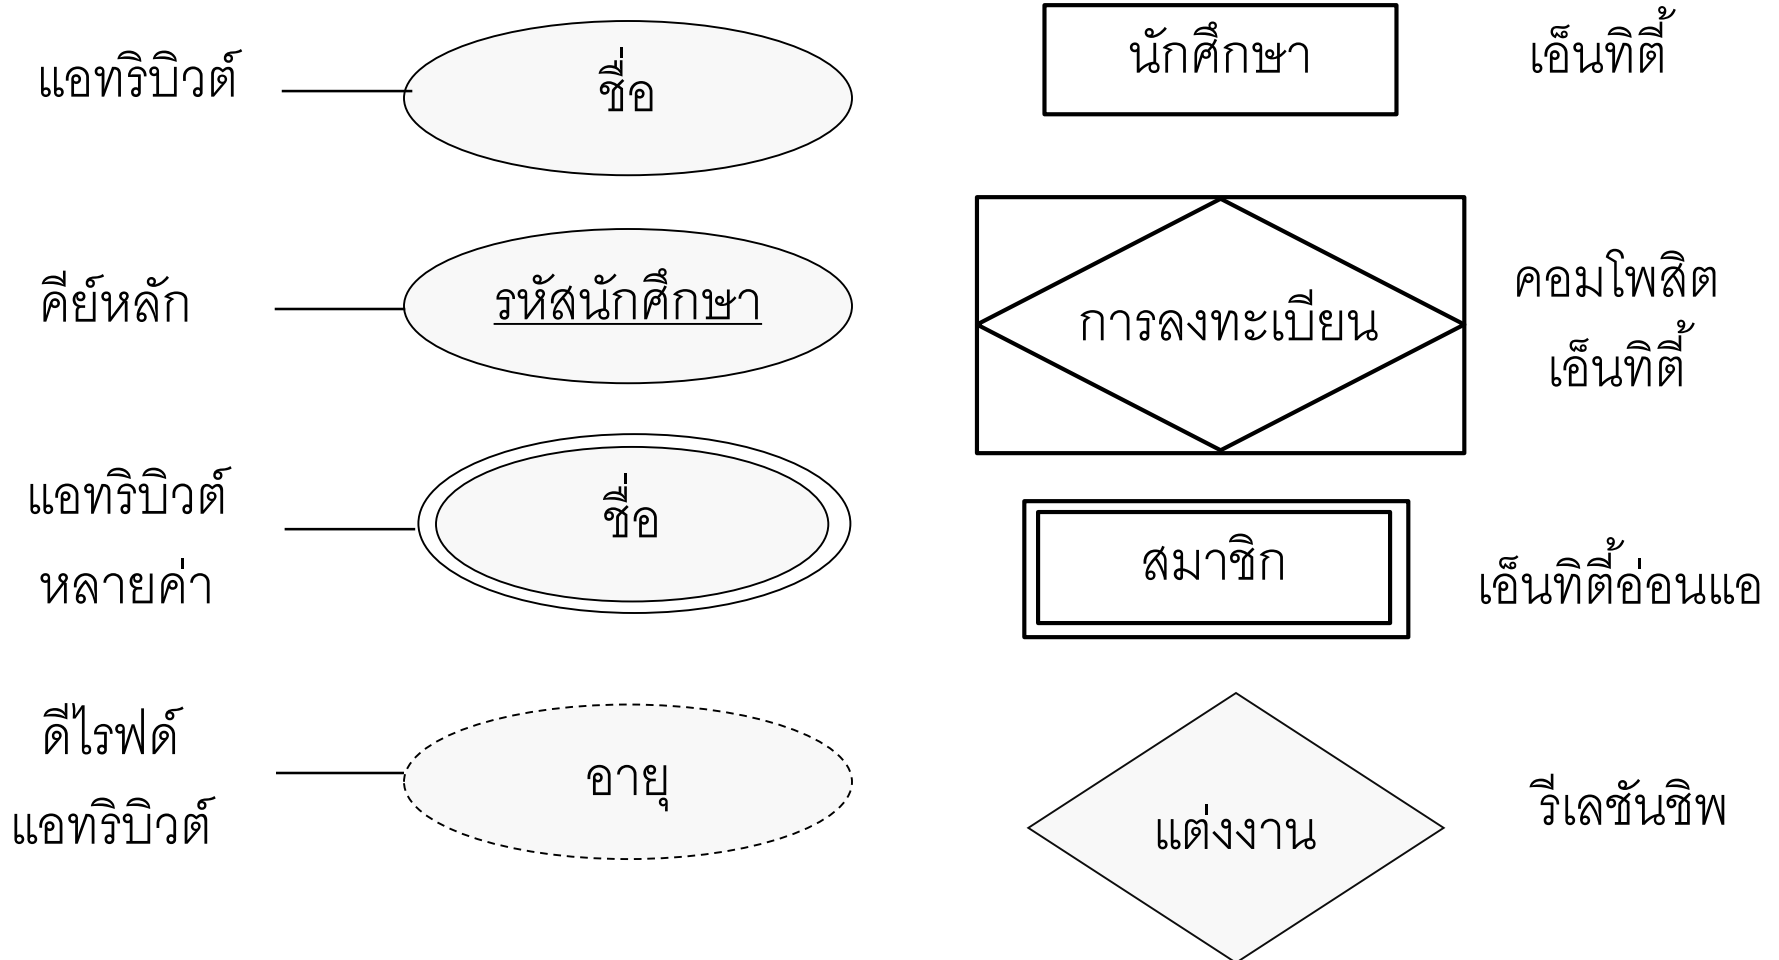 แอทริบิวต์
ชื่อ
นักศึกษา
เอ็นทิตี้
คีย์หลัก
รหัสนักศึกษา
การลงทะเบียน
คอมโพสิต
เอ็นทิตี้
แอทริบิวต์
หลายค่า
ชื่อ
สมาชิก
เอ็นทิตี้อ่อนแอ
ดีไรฟด์
แอทริบิวต์
อายุ
แต่งงาน
รีเลชันชิพ